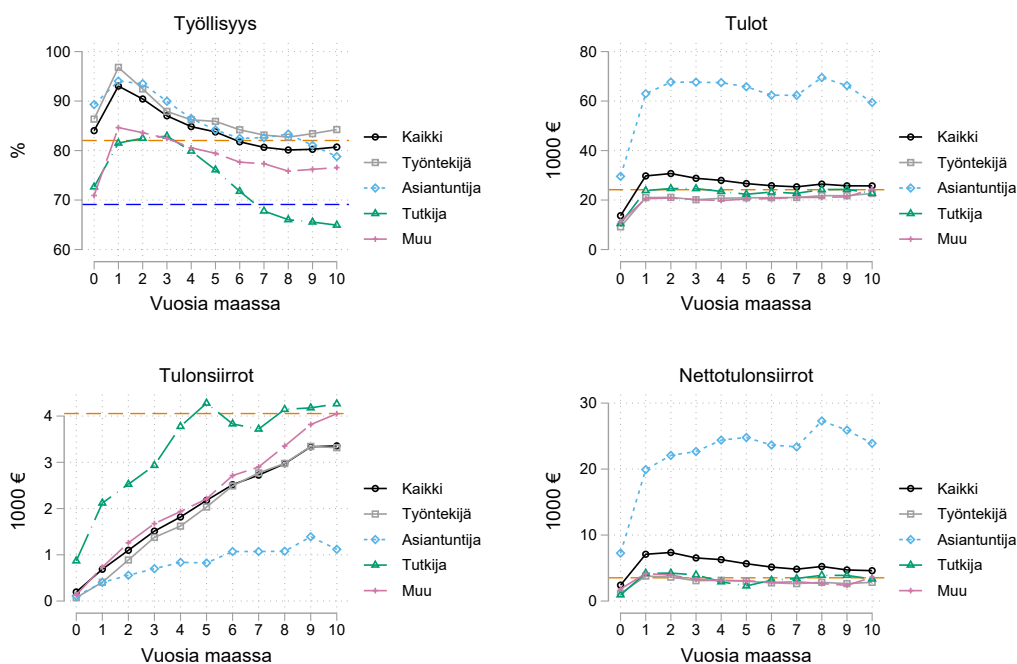 Työllisyys
100
90
80
70
60
%
0 1 2 3 4 5 6 7 8 9 10
Vuosia maassa
Kaikki
Työntekijä
Asiantuntija
Tutkija
Muu
Tulot
80
60
40
20
0
1000 €
0 1 2 3 4 5 6 7 8 9 10
Vuosia maassa
Kaikki
Työntekijä
Asiantuntija
Tutkija
Muu
Tulonsiirrot
4
3
2
1
0
1000 €
0 1 2 3 4 5 6 7 8 9 10
Vuosia maassa
Kaikki
Työntekijä
Asiantuntija
Tutkija
Muu
Nettotulonsiirrot
30
20
10
0
1000 €
0 1 2 3 4 5 6 7 8 9 10
Vuosia maassa
Kaikki
Työntekijä
Asiantuntija
Tutkija
Muu